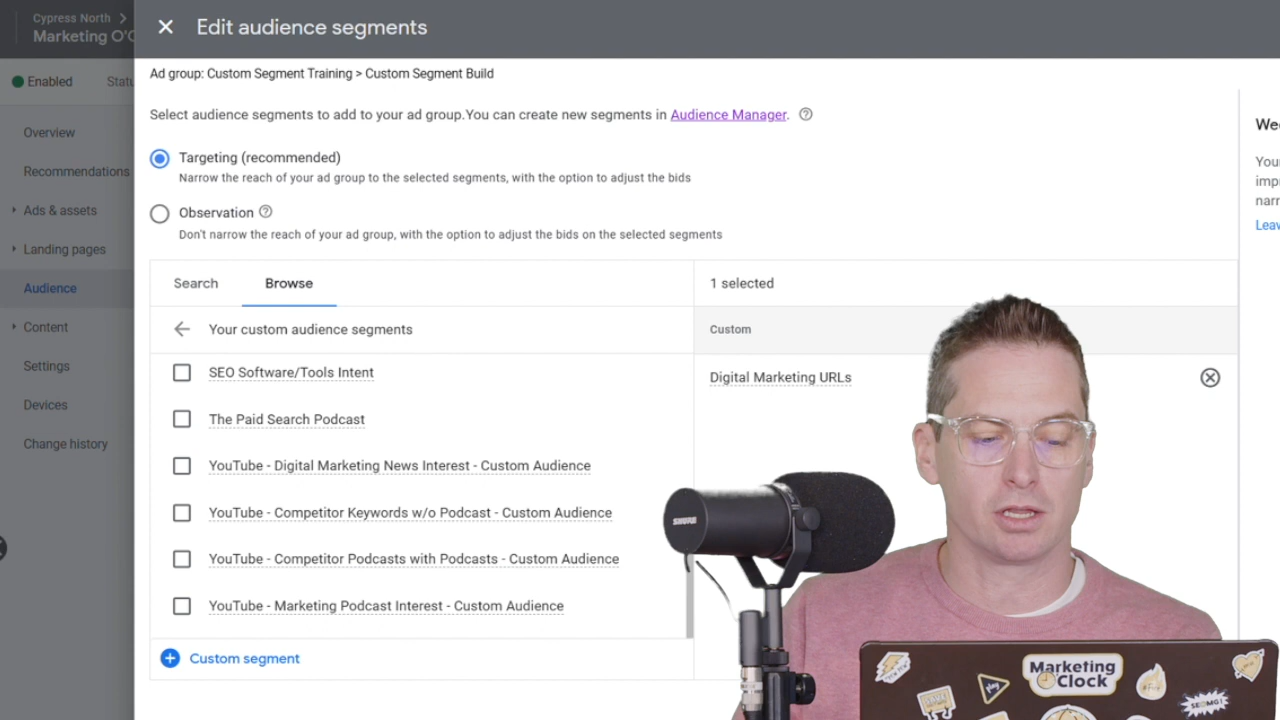 Cypress North
Marketing O'C
Edit audience segments
Enabled
Statu
Overview
Recommendations
Ads & assets
Landing pages
Audience
Content
Settings
Devices
Change history
Ad group: Custom Segment Training > Custom Segment Build
Select audience segments to add to your ad group.You can create new segments in Audience Manager.
Targeting (recommended)
Narrow the reach of your ad group to the selected segments, with the option to adjust the bids
Observation
Don't narrow the reach of your ad group, with the option to adjust the bids on the selected segments
Search
Browse
Your custom audience segments
SEO Software/Tools Intent
The Paid Search Podcast
YouTube - Digital Marketing News Interest - Custom Audience
YouTube - Competitor Keywords w/o Podcast - Custom Audience
YouTube - Competitor Podcasts with Podcasts - Custom Audience
YouTube - Marketing Podcast Interest - Custom Audience
Custom segment
1 selected
Custom
Digital Marketing URLs
Wee
Your
impr
narr
Leav
SHURE
Marketing
O'Clock
SEOMG!